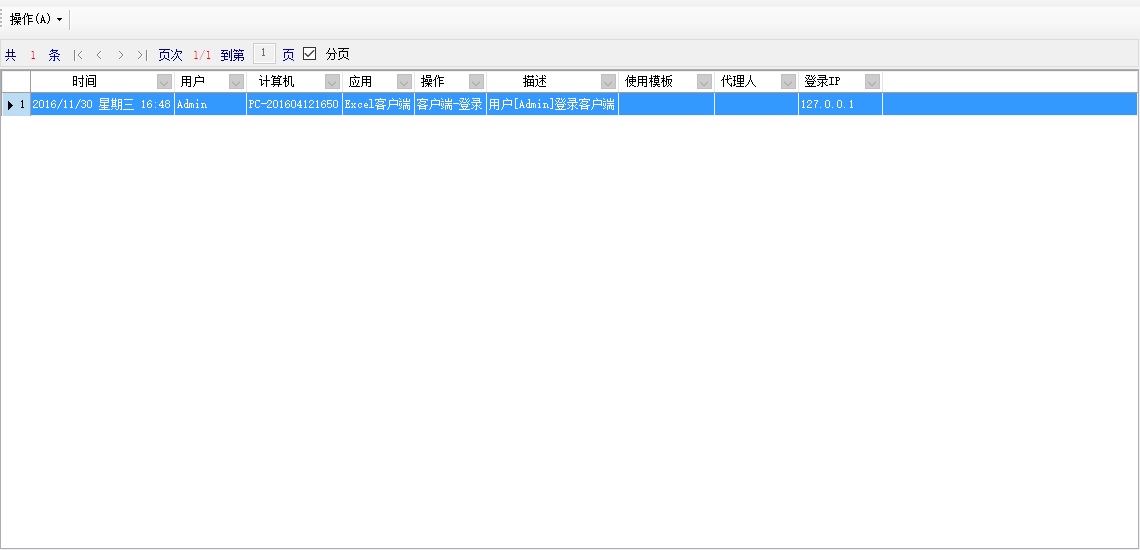 操作(A)
共 1 条 |< < > >| 页次 1/1 到第 1 页 分页
时间 用户 计算机 应用 操作 描述 使用模板 代理人 登录IP
1 2016/11/30 星期三 16:48 Admin PC-201604121650 Excel客户端 客户端-登录 用户[Admin]登录客户端 127.0.0.1